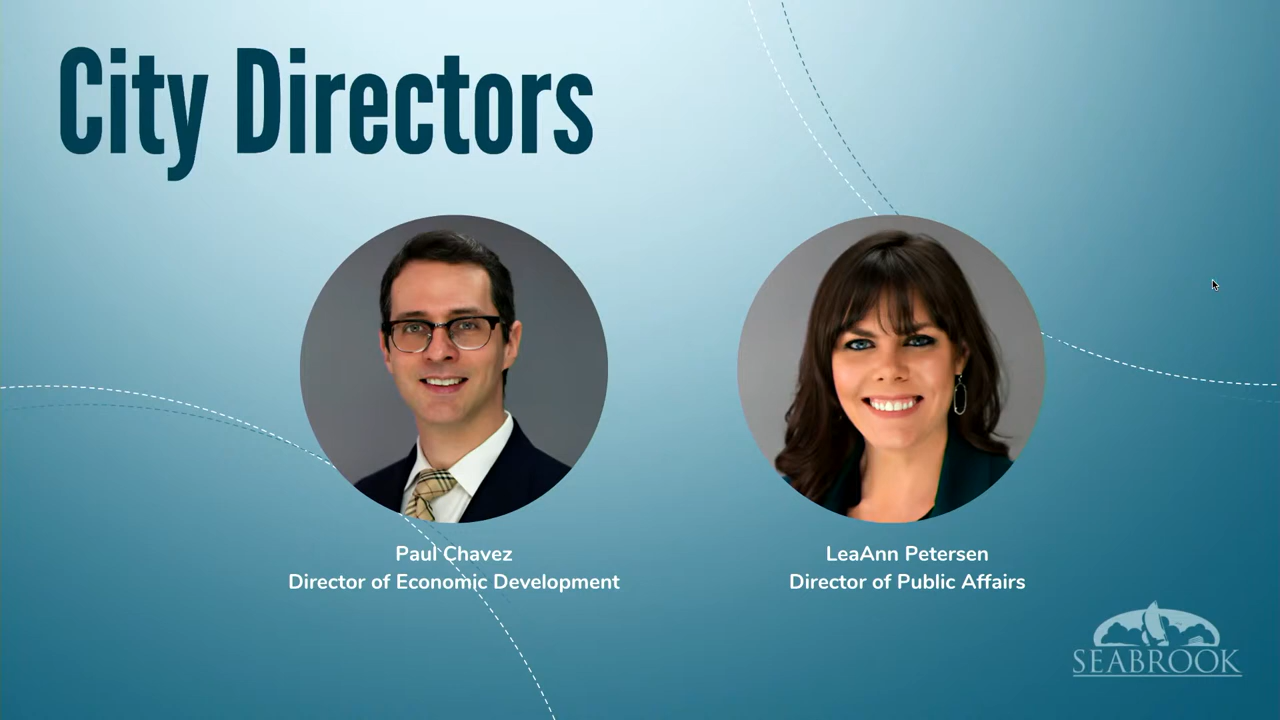 City Directors
Paul Chavez
Director of Economic Development
LeaAnn Petersen
Director of Public Affairs
SEABROOK